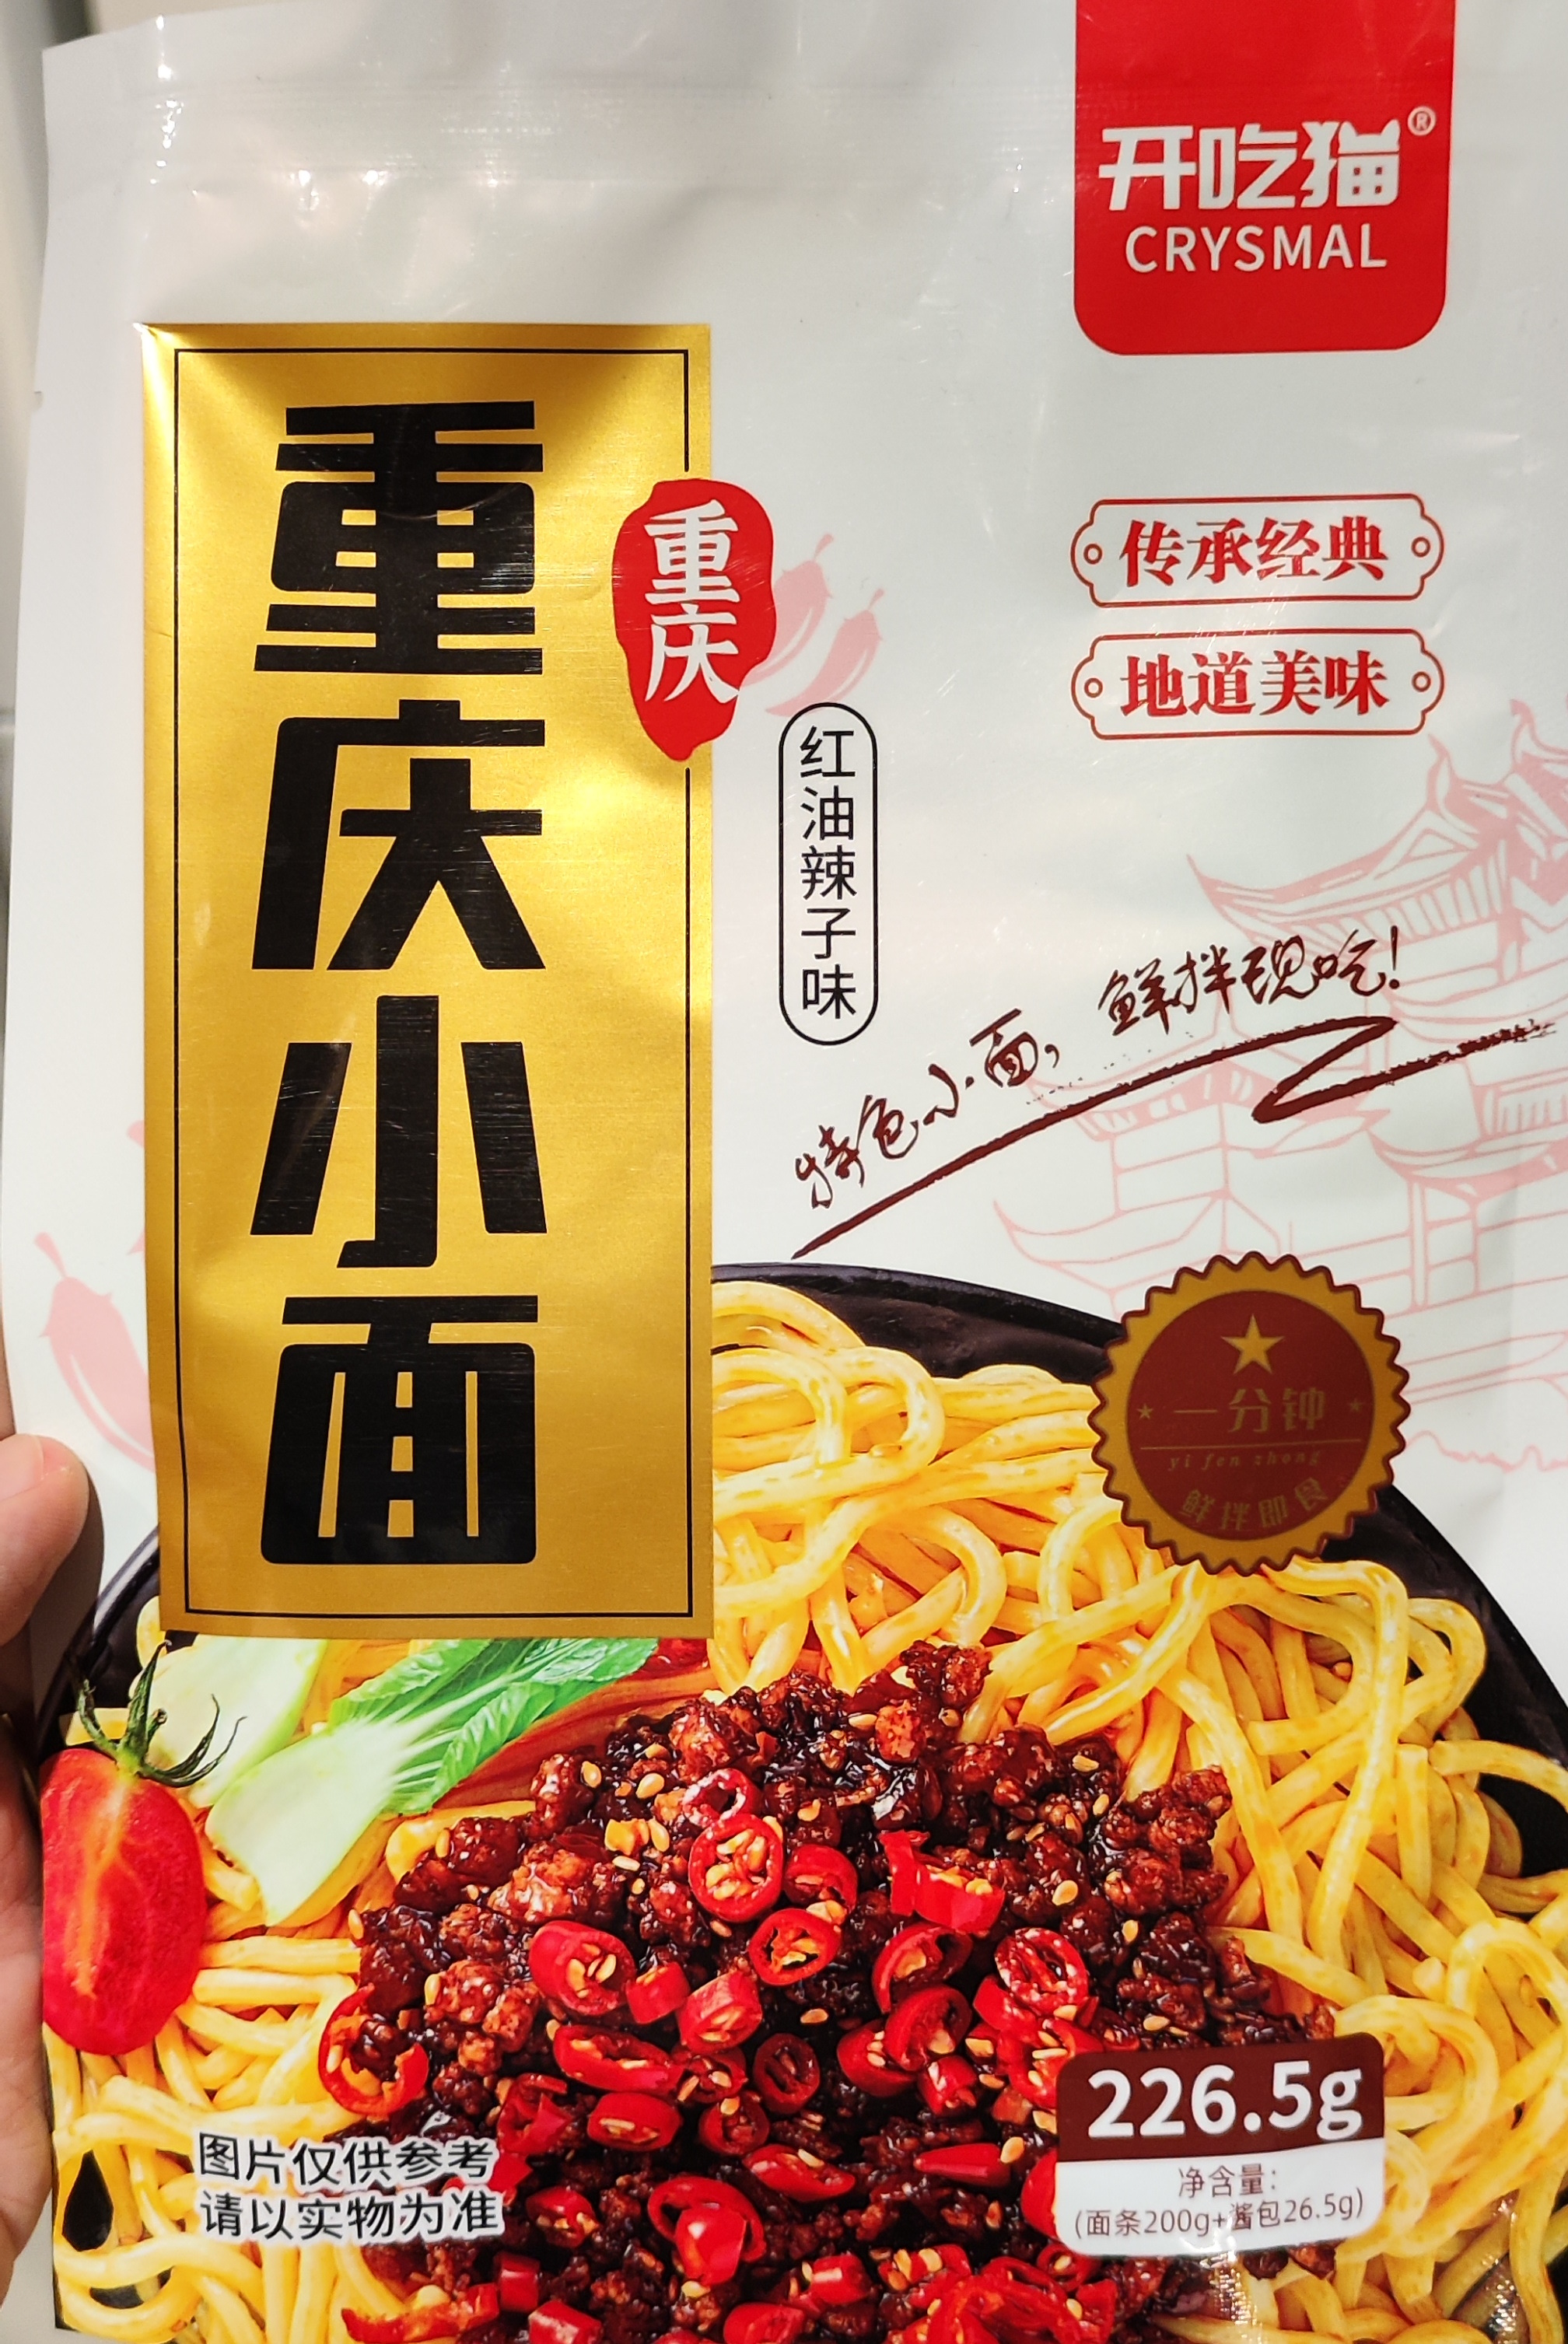 开吃猫®
CRYSMAL
重庆小面
重庆
传承经典
地道美味
红油辣子味
特色小面,鲜拌现吃!
一分钟
yi fen zhong
鲜拌即食
226.5g
净含量:
(面条200g+酱包26.5g)
图片仅供参考
请以实物为准